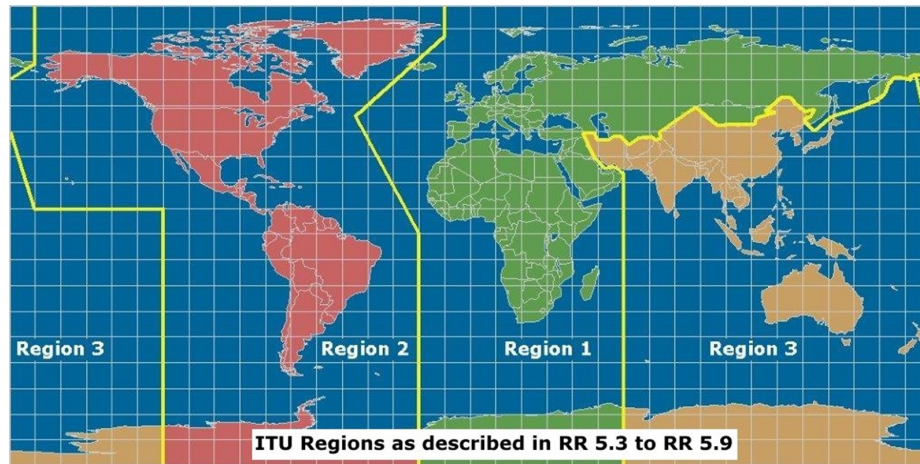 Region 3
Region 2
Region 1
Region 3
ITU Regions as described in RR 5.3 to RR 5.9